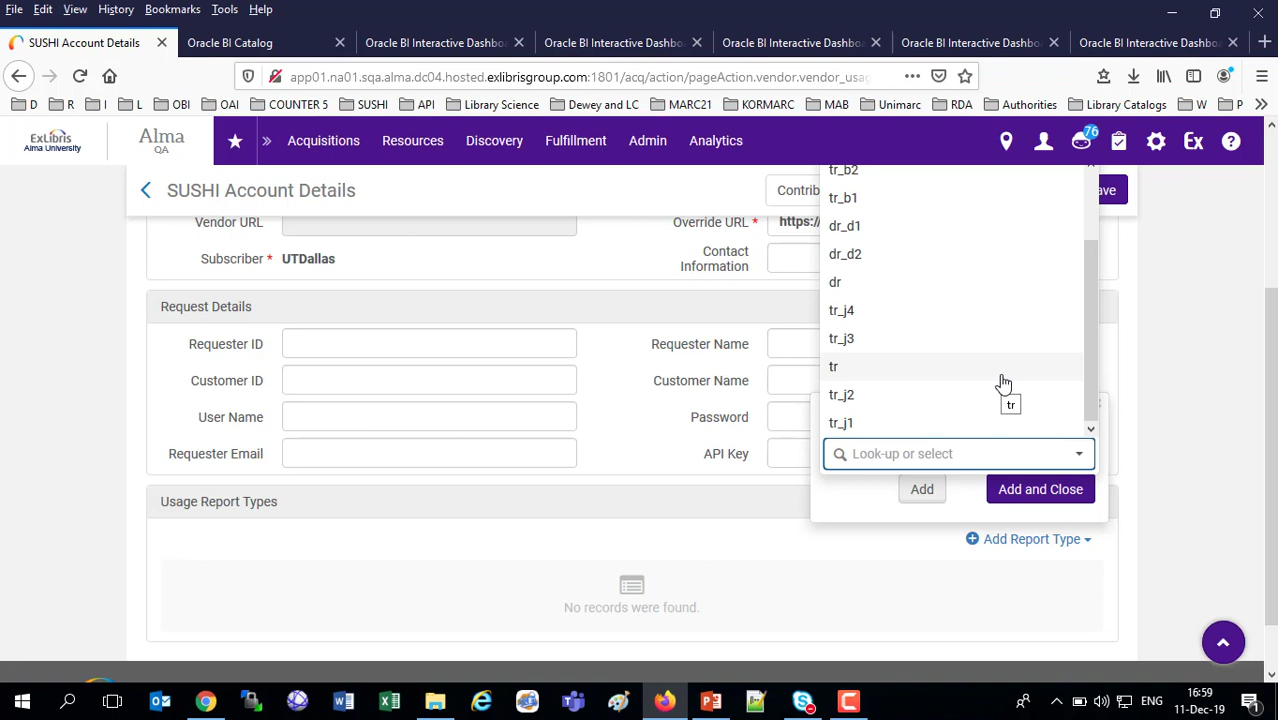 File Edit View History Bookmarks Tools Help
SUSHI Account Details
Oracle BI Catalog
Oracle BI Interactive Dashbo
Oracle BI Interactive Dashbo
Oracle BI Interactive Dashbo
Oracle BI Interactive Dashbo
Oracle BI Interactive Dashbo
app01.na01.sqa.alma.dc04.hosted.exlibrisgroup.com:1801/acq/action/pageAction.vendor.vendor_usa
D R I L OBI OAI COUNTER 5 SUSHI API Library Science Dewey and LC MARC21 KORMARC MAB Unimarc RDA Authorities Library Catalogs W P
ExLibris
Alma University
Alma
QA
Acquisitions Resources Discovery Fulfillment Admin Analytics
76
Ex
SUSHI Account Details
Contrib
ave
Vendor URL
Override URL *
https:/
Subscriber * UTDallas
Contact
Information
Request Details
Requester ID
Requester Name
Customer ID
Customer Name
User Name
Password
Requester Email
API Key
tr_b2
tr_b1
dr_d1
dr_d2
dr
tr_j4
tr_j3
tr
tr
tr_j2
tr_j1
Look-up or select
Add
Add and Close
Usage Report Types
Add Report Type
No records were found.
ENG
16:59
11-Dec-19
1